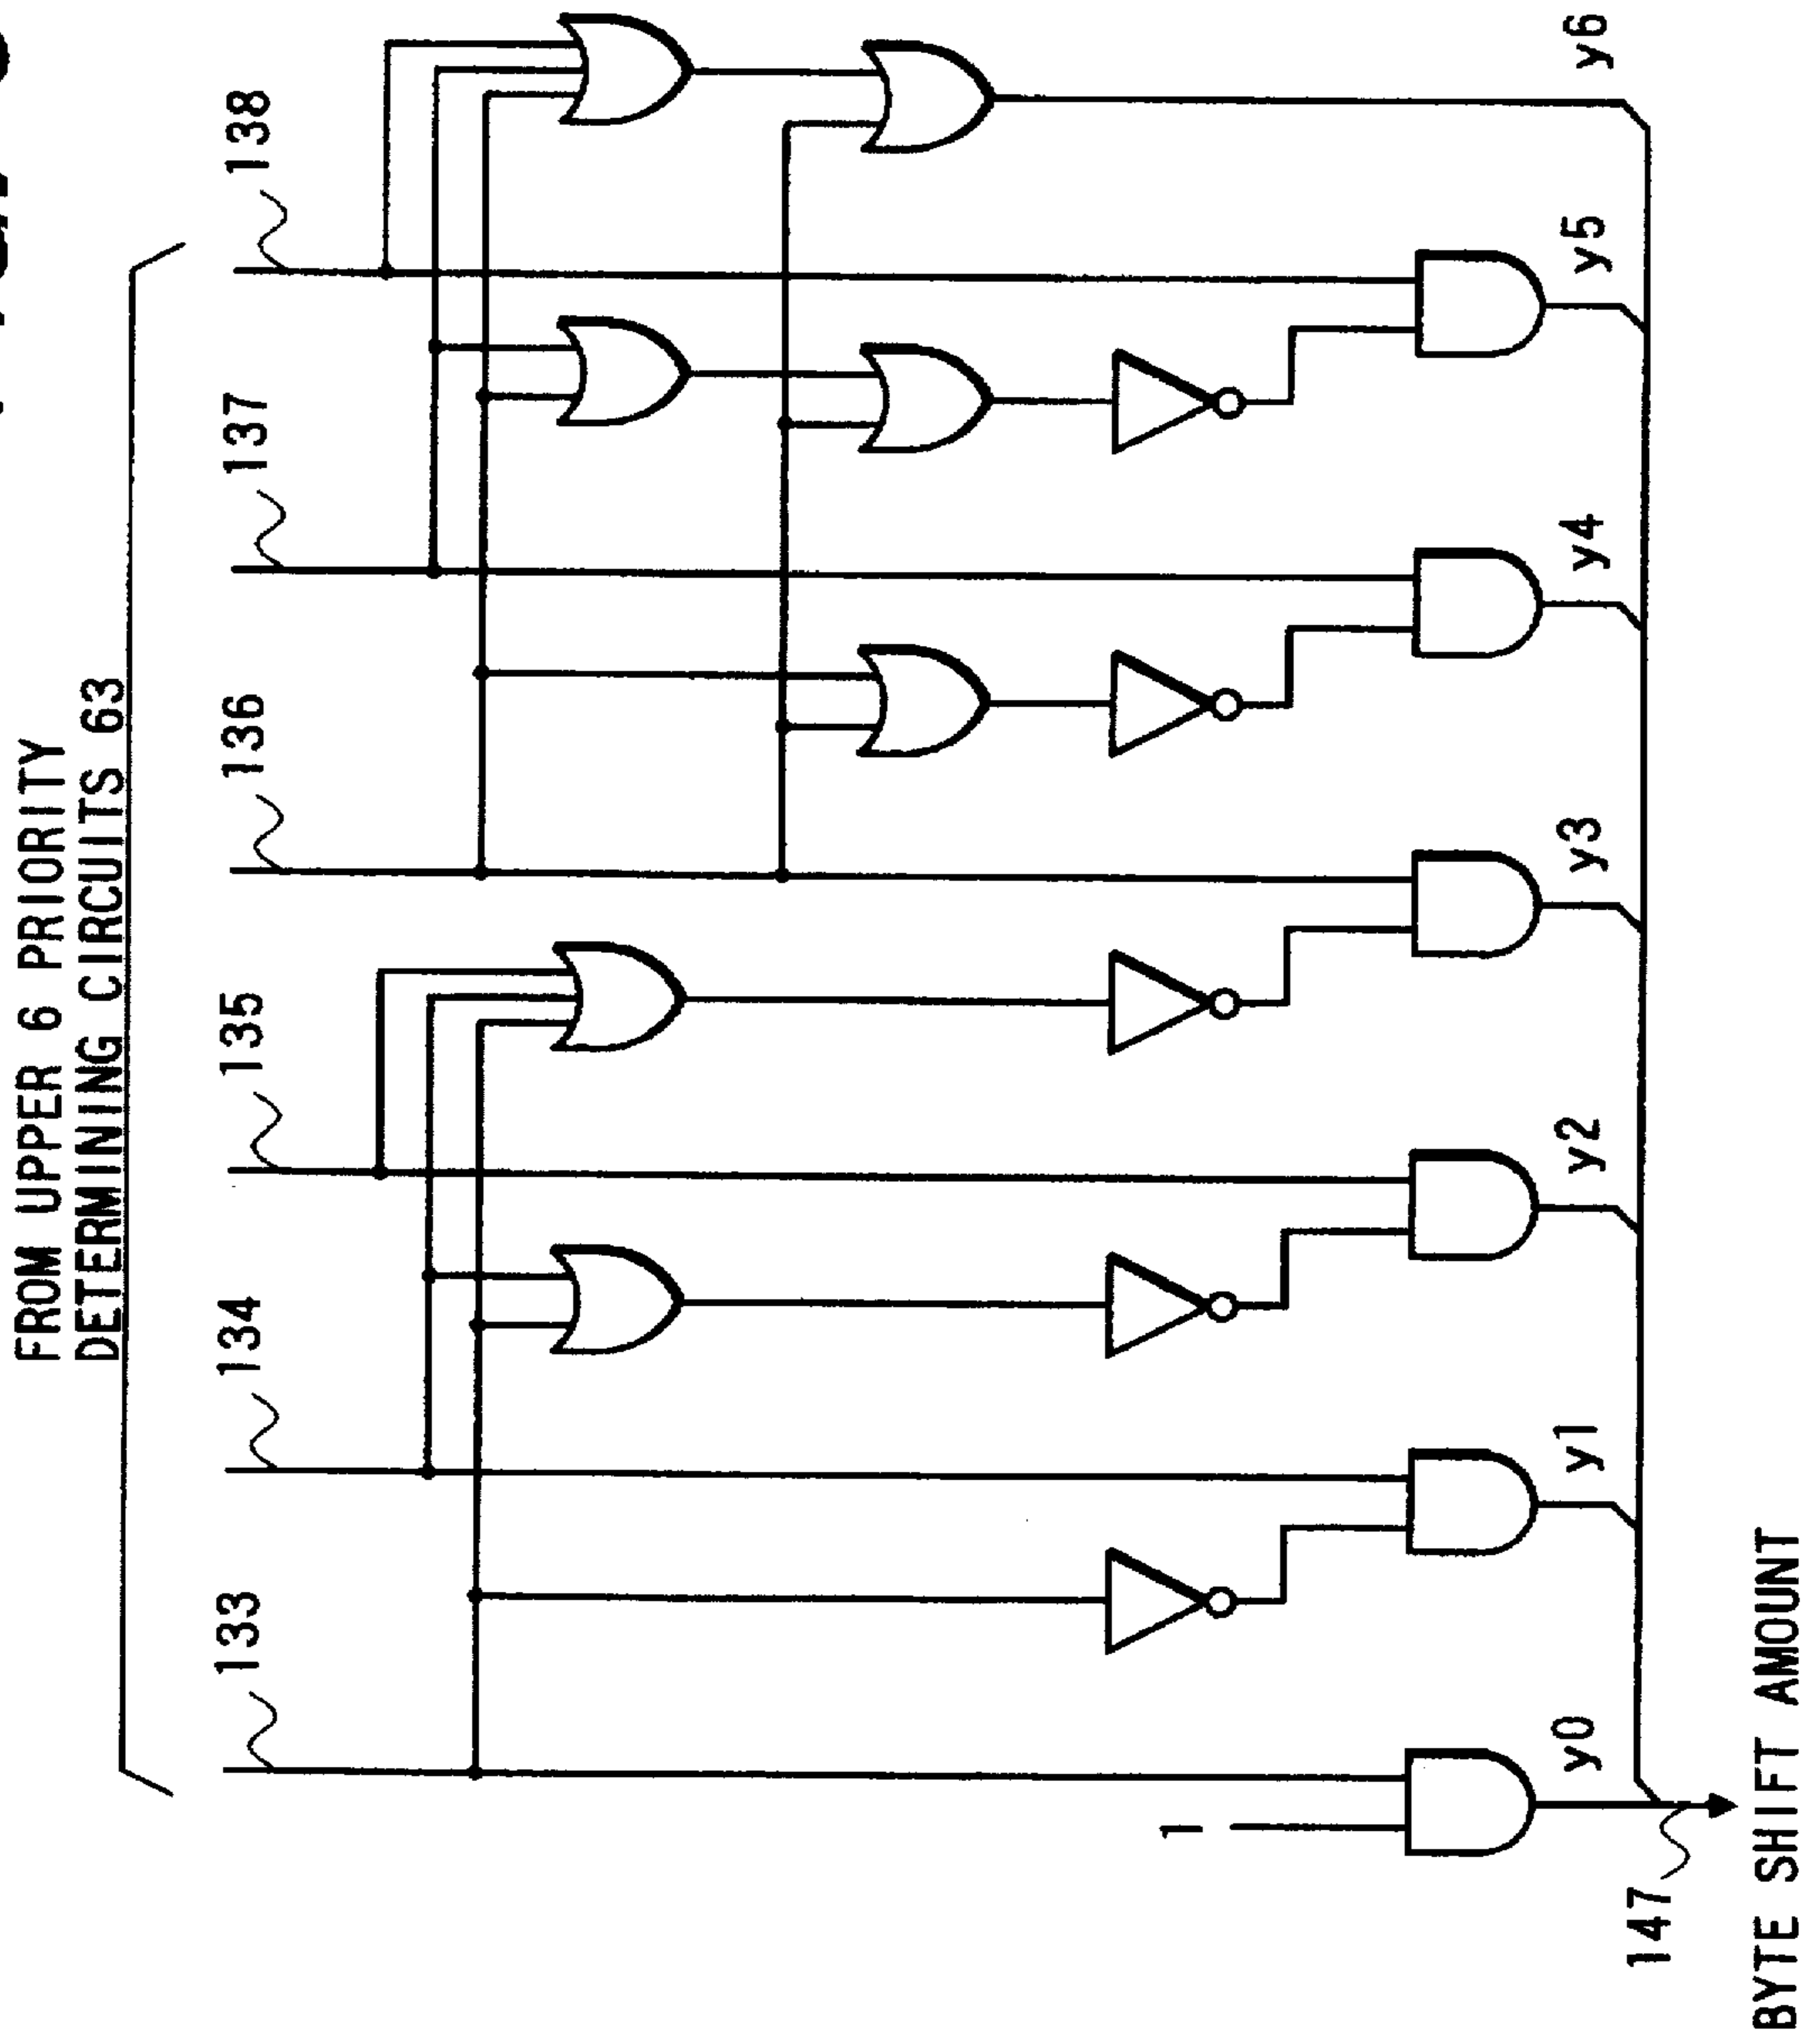 FROM UPPER 6 PRIORITY
DETERMINING CIRCUITS 63
133
134
135
136
137
138
1
y0
y1
y2
y3
y4
y5
y6
147
BYTE SHIFT AMOUNT